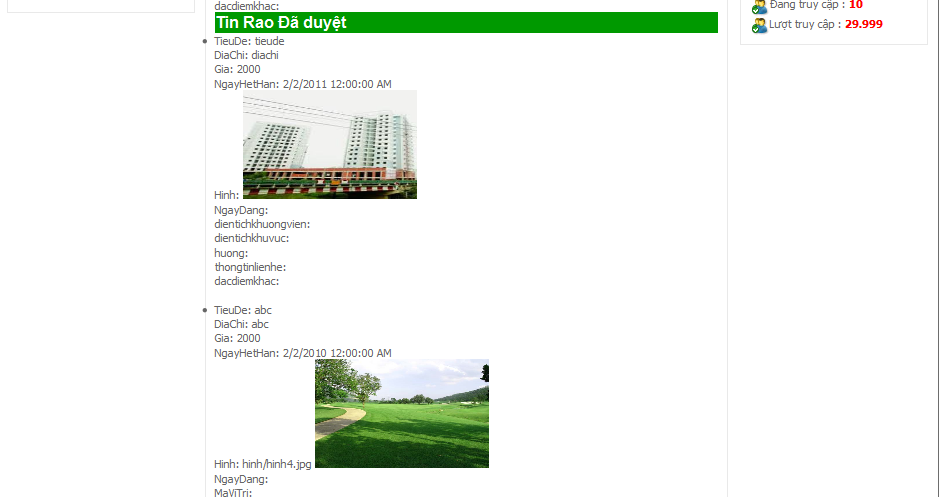 dacdiemkhac:
Tin Rao Đã duyệt
TieuDe: tieude
DiaChi: diachi
Gia: 2000
NgayHetHan: 2/2/2011 12:00:00 AM
Hinh:
NgayDang:
dientichkhuongvien:
dientichkhuvuc:
huong:
thongtinlienhe:
dacdiemkhac:
TieuDe: abc
DiaChi: abc
Gia: 2000
NgayHetHan: 2/2/2010 12:00:00 AM
Hinh: hinh/hinh4.jpg
NgayDang:
MaViTri:
Đang truy cập : 10
Lượt truy cập : 29.999